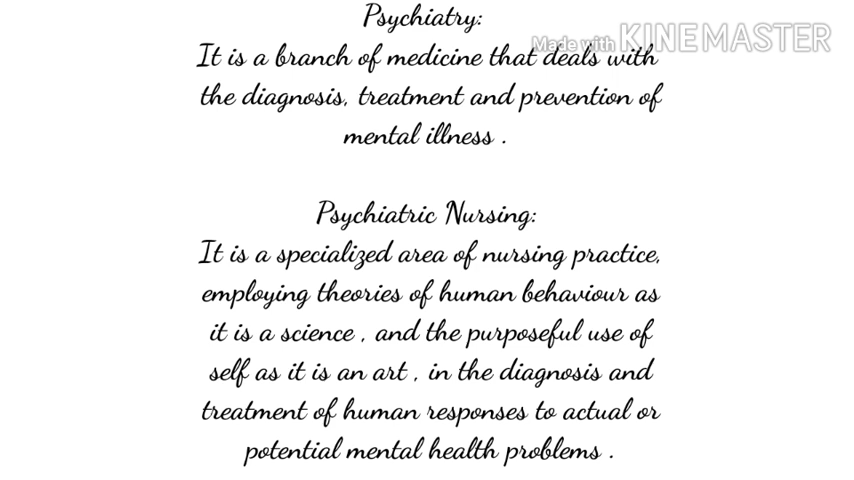 Psychiatry:
Made with KINEMASTER
It is a branch of medicine that deals with
the diagnosis, treatment and prevention of
mental illness .
Psychiatric Nursing:
It is a specialized area of nursing practice,
employing theories of human behaviour as
it is a science , and the purposeful use of
self as it is an art , in the diagnosis and
treatment of human responses to actual or
potential mental health problems .